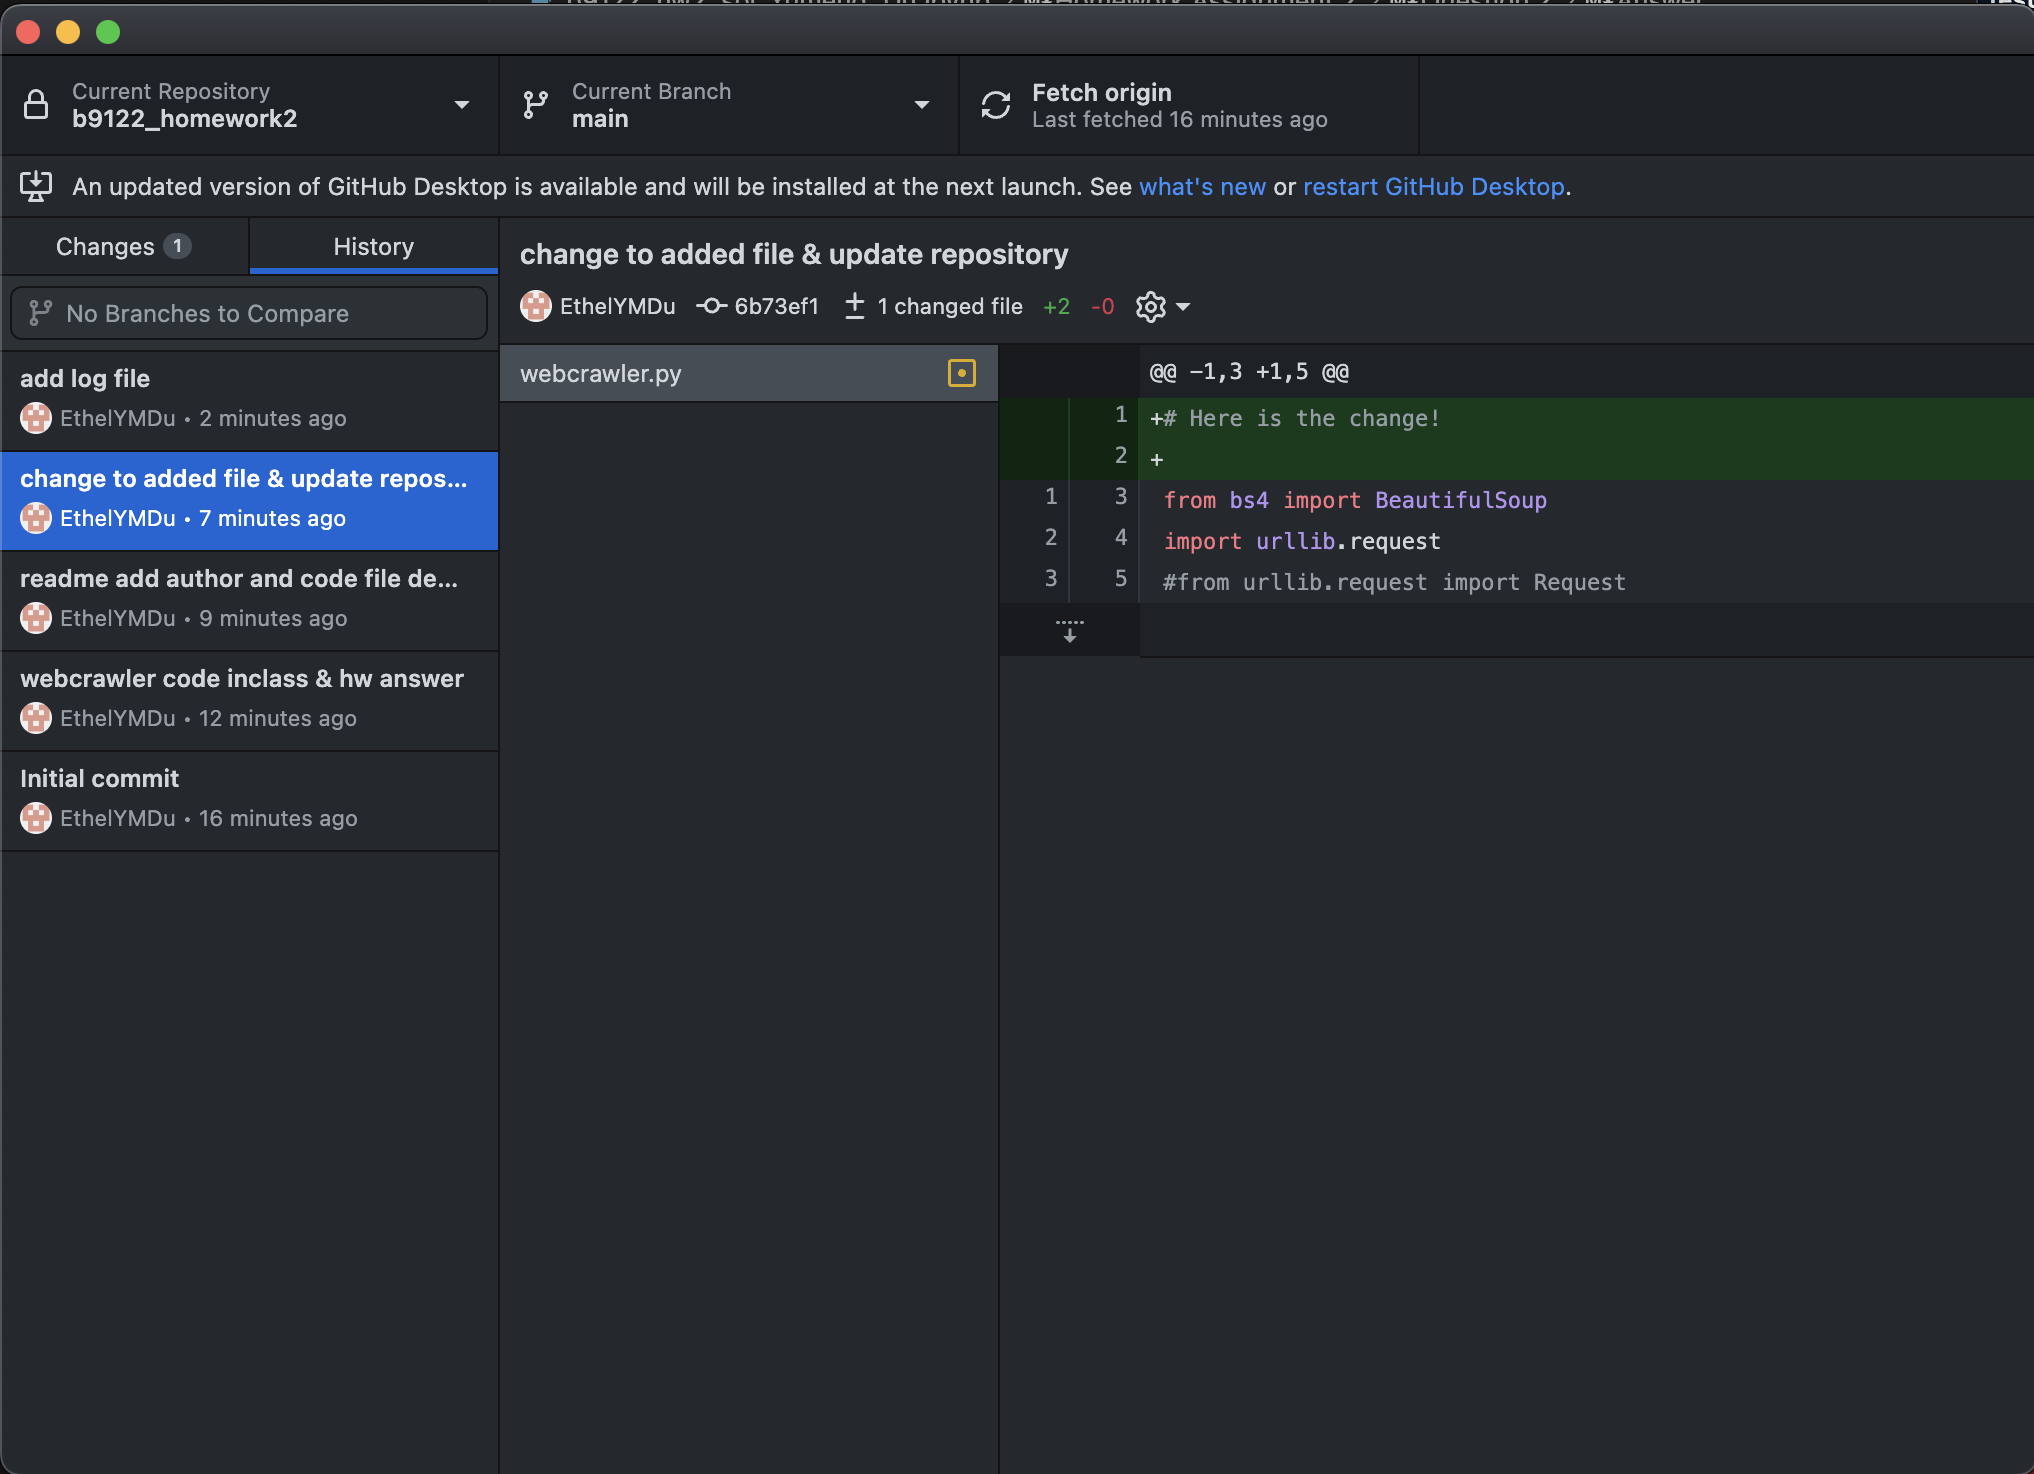 Current Repository
b9122_homework2
Current Branch
main
Fetch origin
Last fetched 16 minutes ago
An updated version of GitHub Desktop is available and will be installed at the next launch. See what's new or restart GitHub Desktop.
Changes 1
History
No Branches to Compare
add log file
EthelYMDu • 2 minutes ago
change to added file & update repos...
EthelYMDu • 7 minutes ago
readme add author and code file de...
EthelYMDu • 9 minutes ago
webcrawler code inclass & hw answer
EthelYMDu • 12 minutes ago
Initial commit
EthelYMDu • 16 minutes ago
change to added file & update repository
EthelYMDu 6b73ef1 1 changed file +2 -0
webcrawler.py
@@ -1,3 +1,5 @@
1 +# Here is the change!
2 +
1 3 from bs4 import BeautifulSoup
2 4 import urllib.request
3 5 #from urllib.request import Request